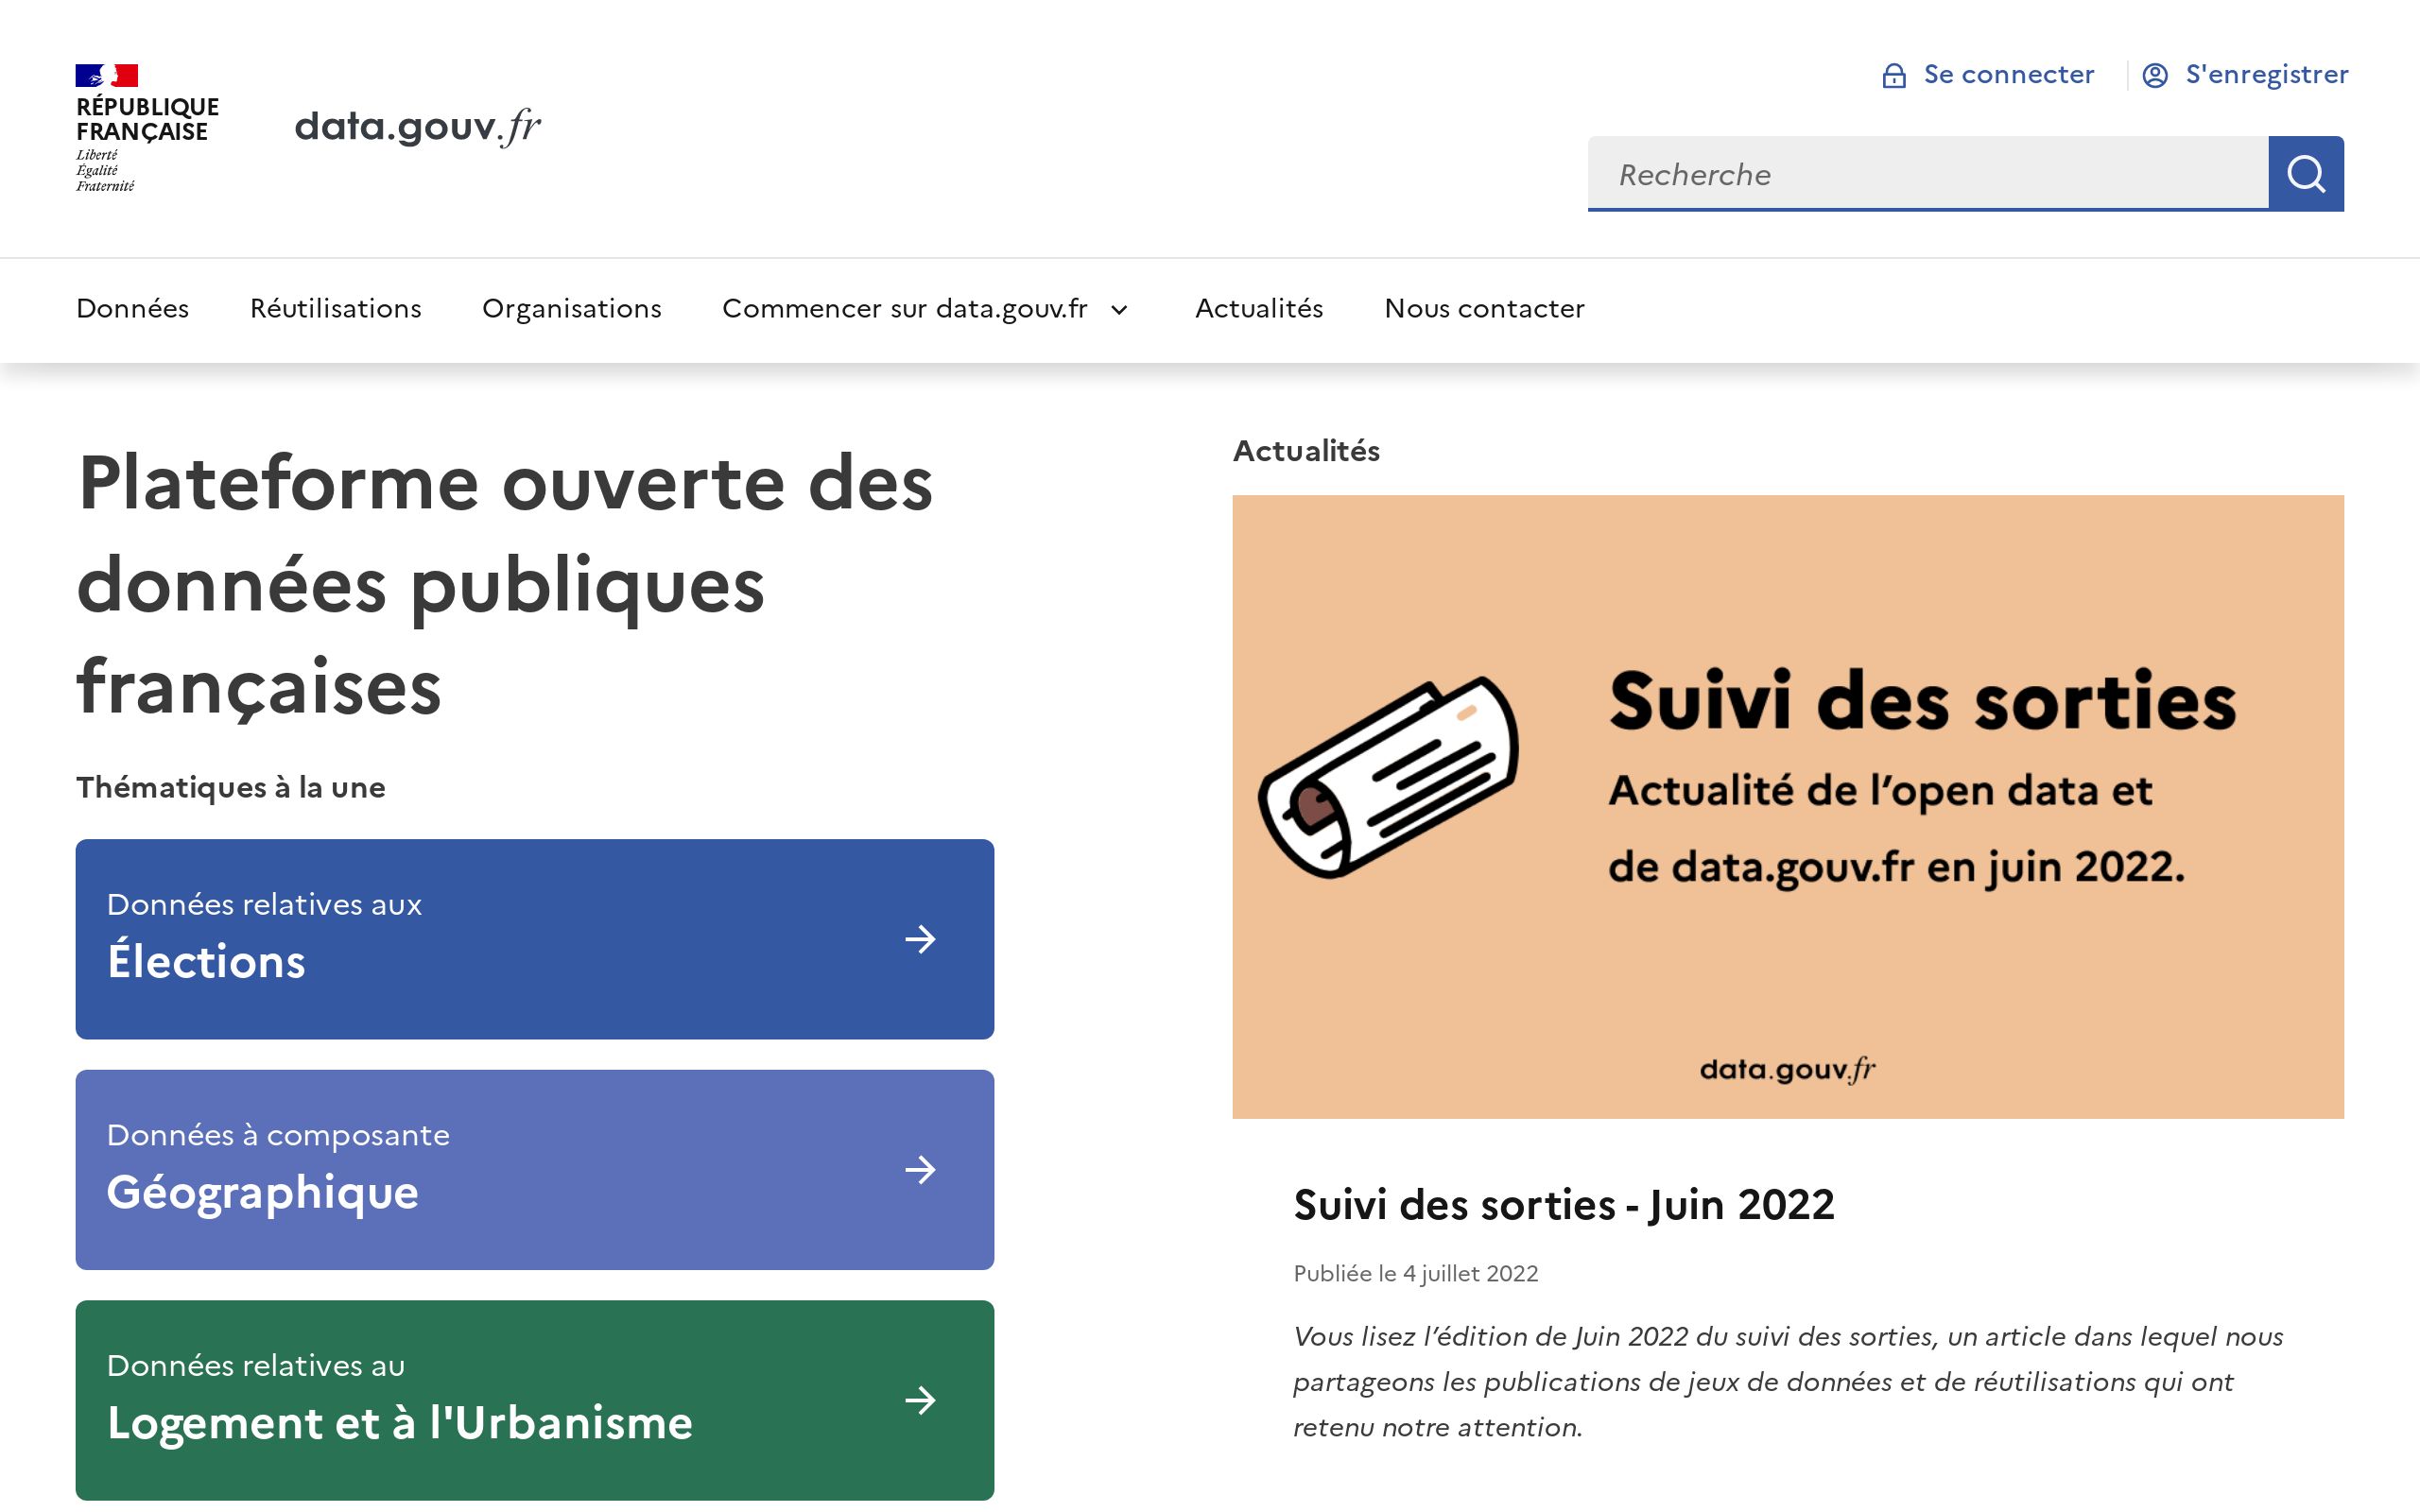 RÉPUBLIQUE
FRANÇAISE
Liberté
Égalité
Fraternité
data.gouv.fr
Se connecter
S'enregistrer
Recherche
Données
Réutilisations
Organisations
Commencer sur data.gouv.fr
Actualités
Nous contacter
Plateforme ouverte des
données publiques
françaises
Thématiques à la une
Données relatives aux
Élections
Données à composante
Géographique
Données relatives au
Logement et à l'Urbanisme
Actualités
Suivi des sorties
Actualité de l’open data et
de data.gouv.fr en juin 2022.
data.gouv.fr
Suivi des sorties - Juin 2022
Publiée le 4 juillet 2022
Vous lisez l’édition de Juin 2022 du suivi des sorties, un article dans lequel nous
partageons les publications de jeux de données et de réutilisations qui ont
retenu notre attention.